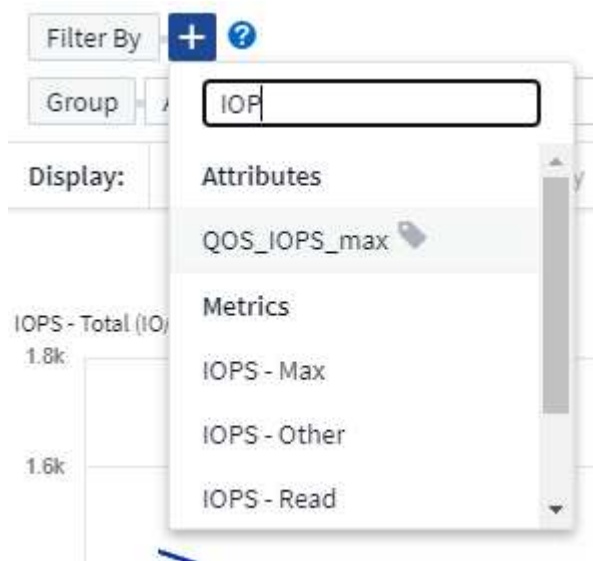 Filter By + ?
Group
IOP
Display:
Attributes
QOS_IOPS_max
Metrics
IOPS - Total (IO/
1.8k
IOPS - Max
IOPS - Other
1.6k
IOPS - Read